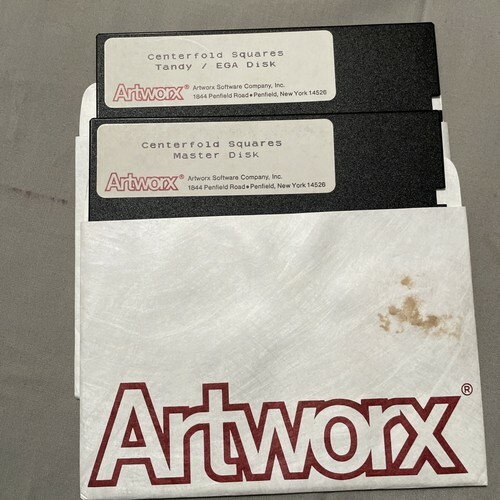 Centerfold Squares
Tandy / EGA Disk
Artworx® Artworx Software Company, Inc.
1844 Penfield Road•Penfield, New York 14526
Centerfold Squares
Master Disk
Artworx® Artworx Software Company, Inc.
1844 Penfield Road•Penfield, New York 14526
Artworx®